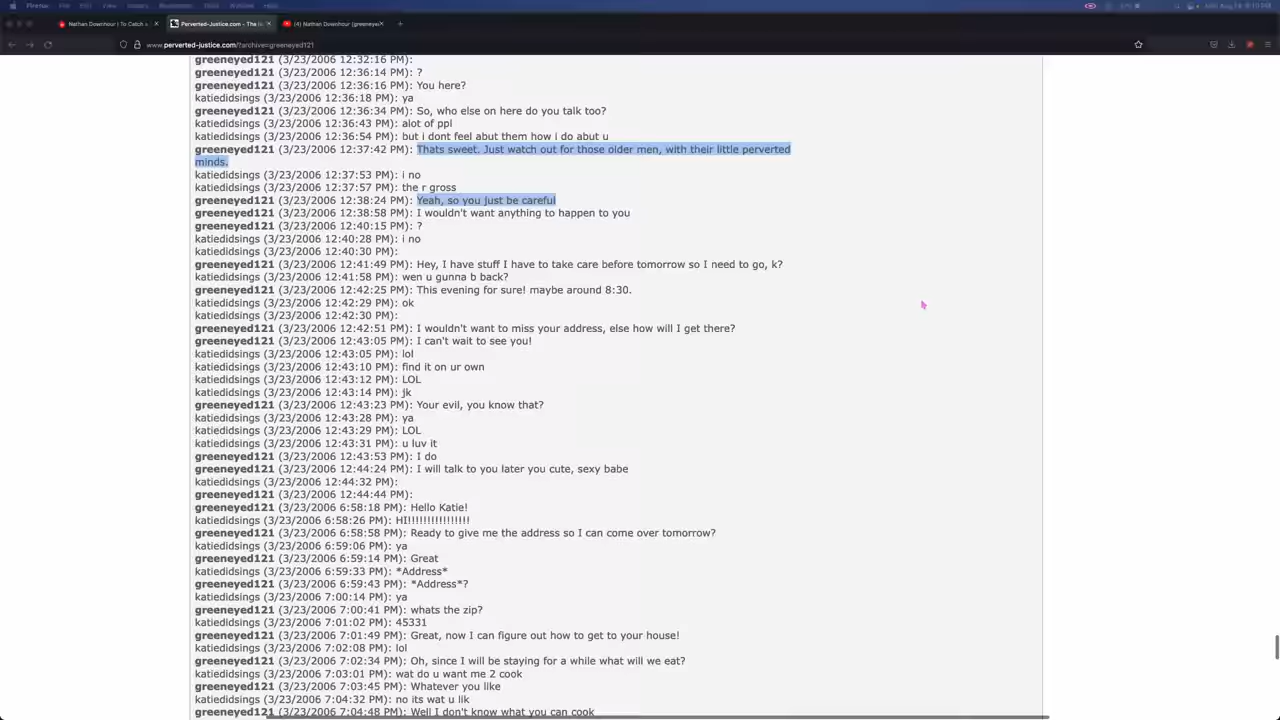 Nathan Downhour | To Catch a
Perverted-Justice.com - The la
(4) Nathan Downhour (greeneye
www.perverted-justice.com/?archive=greeneyed121
greeneyed121 (3/23/2006 12:32:16 PM):
greeneyed121 (3/23/2006 12:36:14 PM): ?
greeneyed121 (3/23/2006 12:36:16 PM): You here?
katiedidsings (3/23/2006 12:36:18 PM): ya
greeneyed121 (3/23/2006 12:36:34 PM): So, who else on here do you talk too?
katiedidsings (3/23/2006 12:36:43 PM): alot of ppl
katiedidsings (3/23/2006 12:36:54 PM): but i dont feel abut them how i do abut u
greeneyed121 (3/23/2006 12:37:42 PM): Thats sweet. Just watch out for those oider men, with their little perverted
minds.
katiedidsings (3/23/2006 12:37:53 PM): i no
katiedidsings (3/23/2006 12:37:57 PM): the r gross
greeneyed121 (3/23/2006 12:38:24 PM): Yeah, so you just be careful
greeneyed121 (3/23/2006 12:38:58 PM): I wouldn't want anything to happen to you
greeneyed121 (3/23/2006 12:40:15 PM): ?
katiedidsings (3/23/2006 12:40:28 PM): i no
katiedidsings (3/23/2006 12:40:30 PM):
greeneyed121 (3/23/2006 12:41:49 PM): Hey, I have stuff I have to take care before tomorrow so I need to go, k?
katiedidsings (3/23/2006 12:41:58 PM): wen u gunna b back?
greeneyed121 (3/23/2006 12:42:25 PM): This evening for sure! maybe around 8:30.
katiedidsings (3/23/2006 12:42:29 PM): ok
katiedidsings (3/23/2006 12:42:30 PM):
greeneyed121 (3/23/2006 12:42:51 PM): I wouldn't want to miss your address, else how will I get there?
greeneyed121 (3/23/2006 12:43:05 PM): I can't wait to see you!
katiedidsings (3/23/2006 12:43:05 PM): lol
katiedidsings (3/23/2006 12:43:10 PM): find it on ur own
katiedidsings (3/23/2006 12:43:12 PM): LOL
katiedidsings (3/23/2006 12:43:14 PM): jk
greeneyed121 (3/23/2006 12:43:23 PM): Your evil, you know that?
katiedidsings (3/23/2006 12:43:28 PM): ya
katiedidsings (3/23/2006 12:43:29 PM): LOL
katiedidsings (3/23/2006 12:43:31 PM): u luv it
greeneyed121 (3/23/2006 12:43:53 PM): I do
greeneyed121 (3/23/2006 12:44:24 PM): I will talk to you later you cute, sexy babe
katiedidsings (3/23/2006 12:44:32 PM):
greeneyed121 (3/23/2006 12:44:44 PM):
greeneyed121 (3/23/2006 6:58:18 PM): Hello Katie!
katiedidsings (3/23/2006 6:58:26 PM): HI!!!!!!!!!!!!!!!!
greeneyed121 (3/23/2006 6:58:58 PM): Ready to give me the address so I can come over tomorrow?
katiedidsings (3/23/2006 6:59:06 PM): ya
greeneyed121 (3/23/2006 6:59:14 PM): Great
katiedidsings (3/23/2006 6:59:33 PM): *Address*
greeneyed121 (3/23/2006 6:59:43 PM): *Address*?
katiedidsings (3/23/2006 7:00:14 PM): ya
greeneyed121 (3/23/2006 7:00:41 PM): whats the zip?
katiedidsings (3/23/2006 7:01:02 PM): 45331
greeneyed121 (3/23/2006 7:01:49 PM): Great, now I can figure out how to get to your house!
katiedidsings (3/23/2006 7:02:08 PM): lol
greeneyed121 (3/23/2006 7:02:34 PM): Oh, since I will be staying for a while what will we eat?
katiedidsings (3/23/2006 7:03:01 PM): wat do u want me 2 cook
greeneyed121 (3/23/2006 7:03:45 PM): Whatever you like
katiedidsings (3/23/2006 7:04:32 PM): no its wat u lik
greeneyed121 (3/23/2006 7:04:48 PM): Well I don't know what you can cook